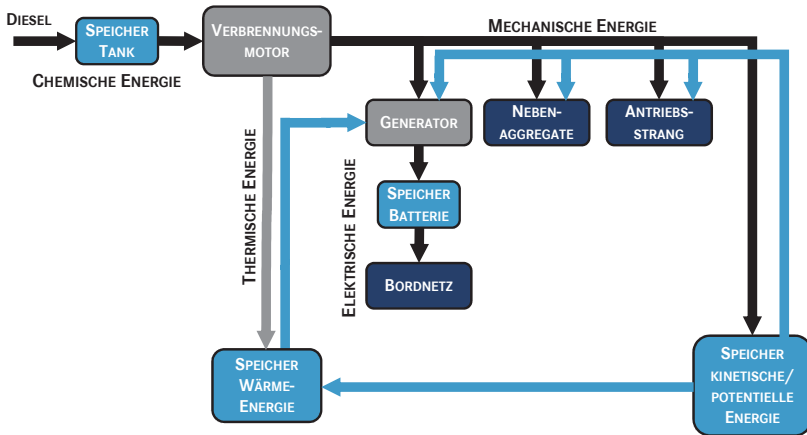 Diesel
Speicher
Tank
Chemische Energie
Verbrennungs-
motor
Mechanische Energie
Generator
Neben-
aggregate
Antriebs-
strang
Thermische Energie
Elektrische Energie
Speicher
Batterie
Bordnetz
Speicher
Wärme-
Energie
Speicher
kinetische/
potentielle
Energie